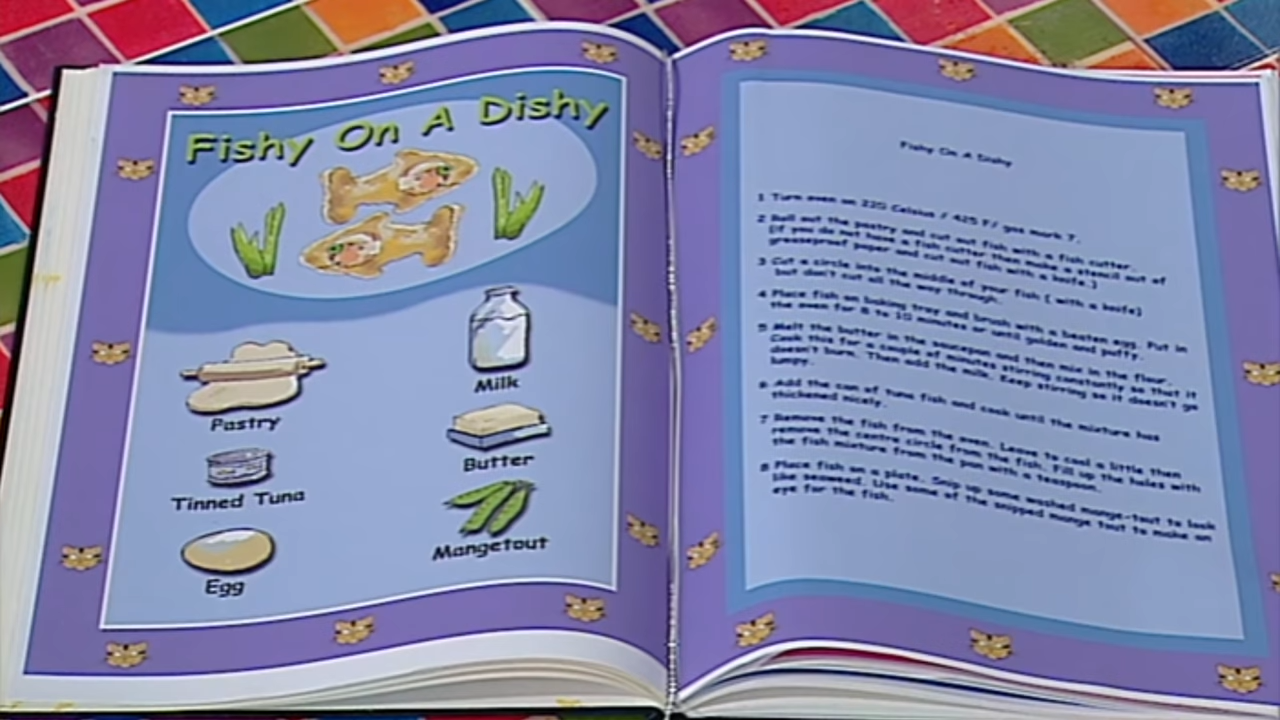 Fishy On A Dishy
Pastry
Tinned Tuna
Egg
Milk
Butter
Mangetout
Fishy On A Dishy
1 Turn oven on 220 Celsius / 425 F/ gas mark 7.
2 Roll out the pastry and cut out fish with a fish cutter.
(If you do not have a fish cutter then make a stencil out of
greaseproof paper and cut out fish with a knife.)
3 Cut a circle into the middle of your fish ( with a knife)
but don't cut all the way through.
4 Place fish on baking tray and brush with a beaten egg. Put in
the oven for 8 to 10 minutes or until golden and puffy.
5 Melt the butter in the saucepan and then mix in the flour.
Cook this for a couple of minutes stirring constantly so that it
doesn't burn. Then add the milk. Keep stirring so it doesn't go
lumpy.
6 Add the can of tuna fish and cook until the mixture has
thickened nicely.
7 Remove the fish from the oven. Leave to cool a little then
remove the centre circle from the fish. Fill up the holes with
the fish mixture from the pan with a teaspoon.
8 Place fish on a plate. Snip up some washed mange-tout to look
like seaweed. Use some of the snipped mange tout to make an
eye for the fish.